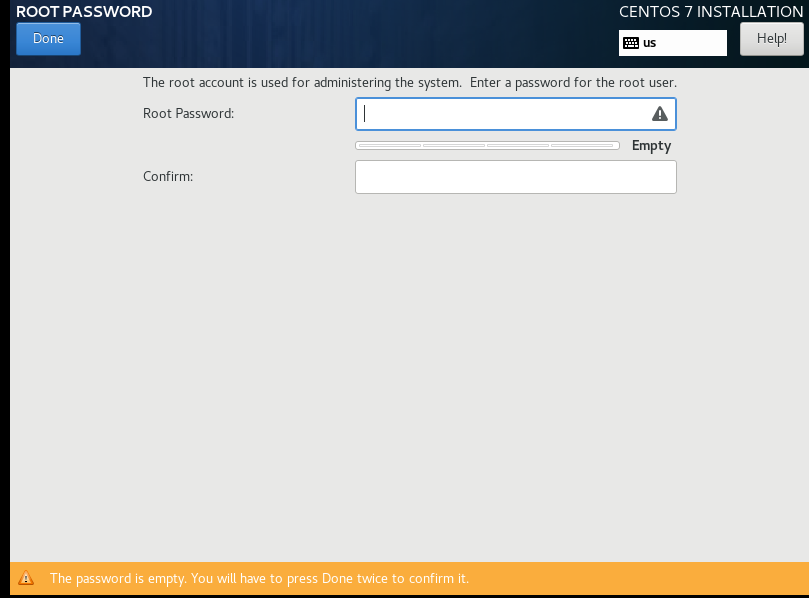 ROOT PASSWORD
CENTOS 7 INSTALLATION
Done
us
Help!
The root account is used for administering the system.  Enter a password for the root user.
Root Password:
Empty
Confirm:
The password is empty. You will have to press Done twice to confirm it.